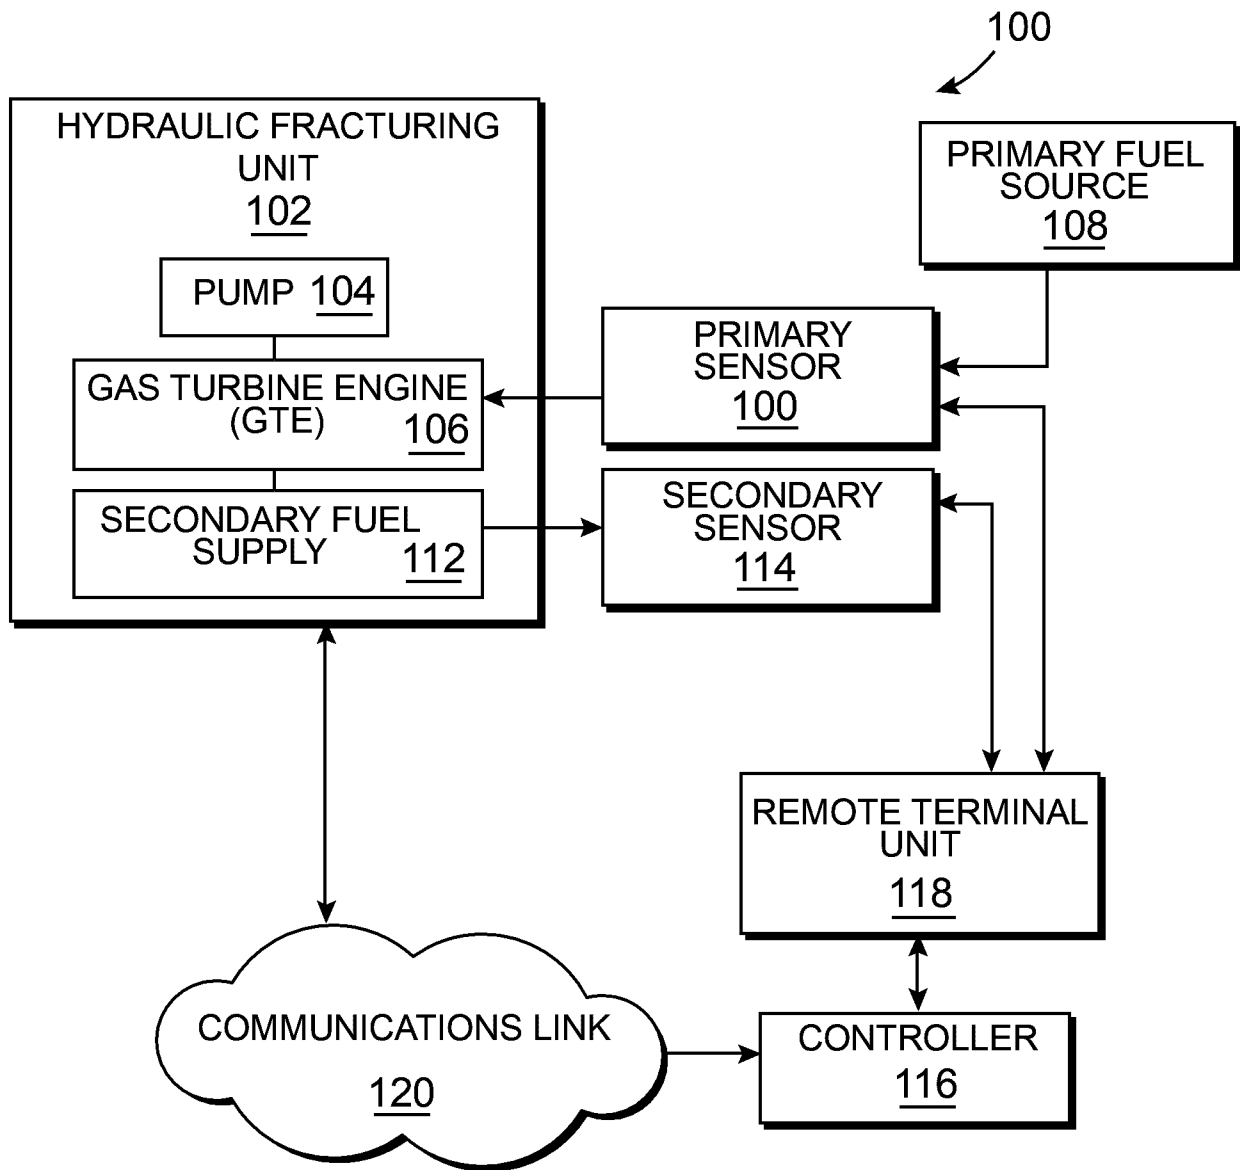 100
HYDRAULIC FRACTURING
UNIT
102
PUMP 104
GAS TURBINE ENGINE
(GTE)
106
SECONDARY FUEL
SUPPLY
112
PRIMARY FUEL
SOURCE
108
PRIMARY
SENSOR
100
SECONDARY
SENSOR
114
REMOTE TERMINAL
UNIT
118
COMMUNICATIONS LINK
120
CONTROLLER
116